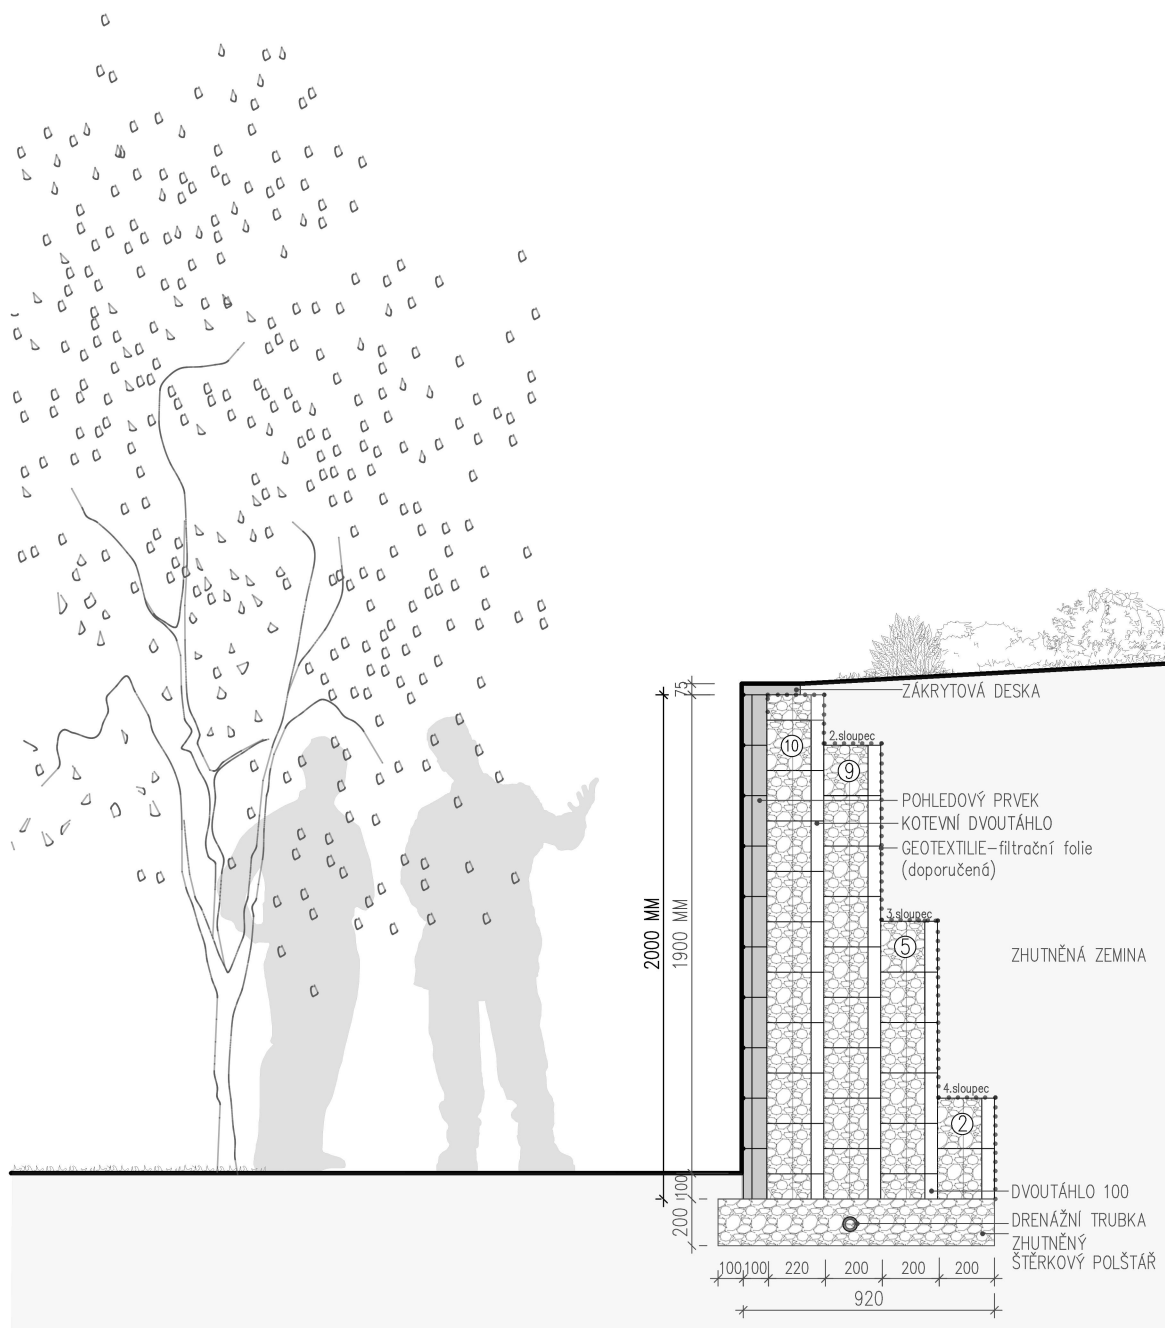 75
ZÁKRYTOVÁ DESKA
2.sloupec
10
9
POHLEDOVÝ PRVEK
KOTEVNÍ DVOUTÁHLO
GEOTEXTILIE-filtrační folie
(doporučená)
2000 MM
1900 MM
3.sloupec
5
ZHUTNĚNÁ ZEMINA
4.sloupec
2
100
DVOUTÁHLO 100
200
DRENÁŽNÍ TRUBKA
ZHUTNĚNÝ
ŠTĚRKOVÝ POLŠTÁŘ
100 100 220 200 200 200
920